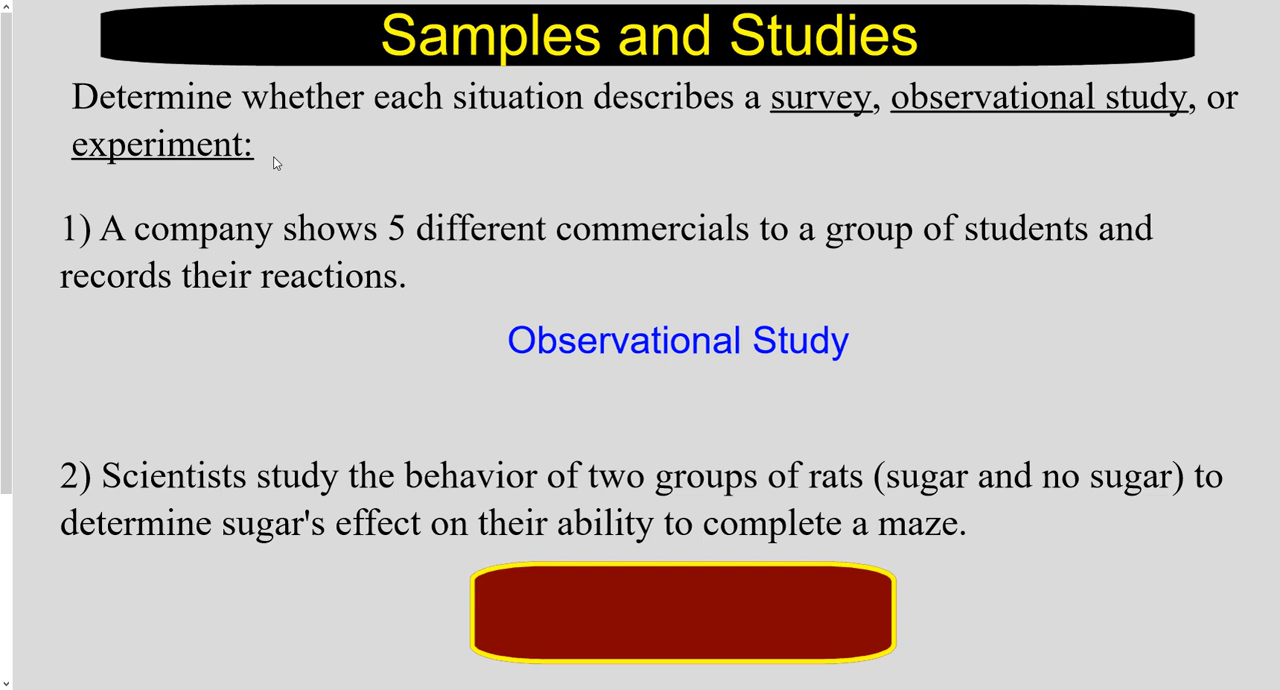 Samples and Studies
Determine whether each situation describes a survey, observational study, or
experiment:
1) A company shows 5 different commercials to a group of students and
records their reactions.
Observational Study
2) Scientists study the behavior of two groups of rats (sugar and no sugar) to
determine sugar's effect on their ability to complete a maze.